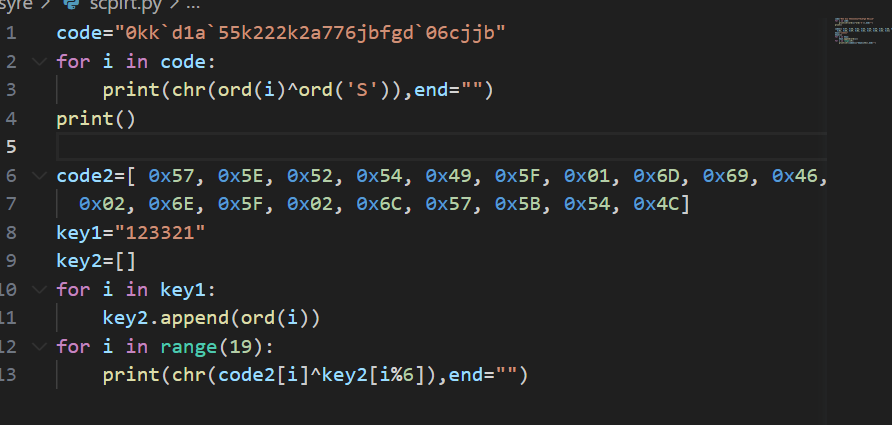 syre > scpirt.py > ...
1 code="0kk`d1a`55k222k2a776jbfgd`06cjjb"
2 for i in code:
3     print(chr(ord(i)^ord('S')),end="")
4 print()
5
6 code2=[ 0x57, 0x5E, 0x52, 0x54, 0x49, 0x5F, 0x01, 0x6D, 0x69, 0x46,
7   0x02, 0x6E, 0x5F, 0x02, 0x6C, 0x57, 0x5B, 0x54, 0x4C]
8 key1="123321"
9 key2=[]
10 for i in key1:
11     key2.append(ord(i))
12 for i in range(19):
13     print(chr(code2[i]^key2[i%6]),end="")